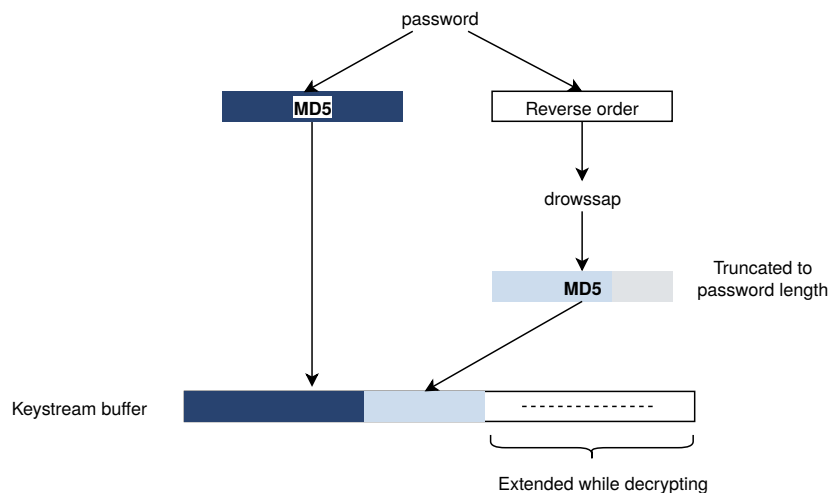 password
MD5
Reverse order
drowssap
MD5
Truncated to
password length
Keystream buffer
Extended while decrypting